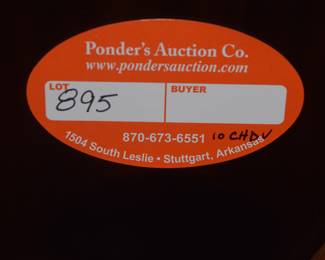 Ponder's Auction Co.
www.pondersauction.com
LOT
BUYER
895
870-673-6551 10 CHDV
1504 South Leslie • Stuttgart, Arkansas